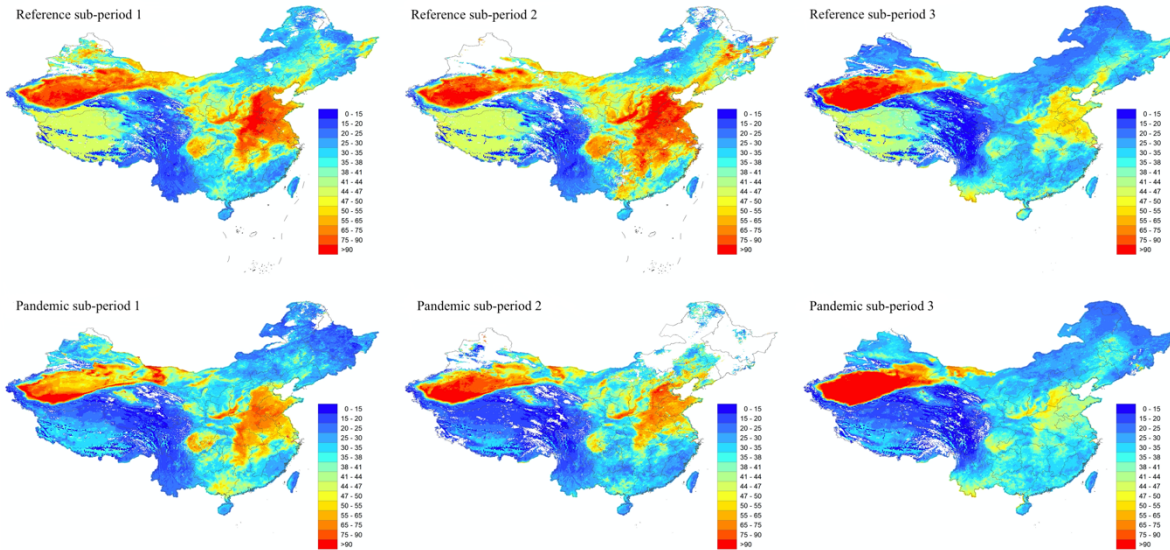 Reference sub-period 1
0 - 15
15 - 20
20 - 25
25 - 30
30 - 35
35 - 38
38 - 41
41 - 44
44 - 47
47 - 50
50 - 55
55 - 65
65 - 75
75 - 90
>90
Reference sub-period 2
0 - 15
15 - 20
20 - 25
25 - 30
30 - 35
35 - 38
38 - 41
41 - 44
44 - 47
47 - 50
50 - 55
55 - 65
65 - 75
75 - 90
>90
Reference sub-period 3
0 - 15
15 - 20
20 - 25
25 - 30
30 - 35
35 - 38
38 - 41
41 - 44
44 - 47
47 - 50
50 - 55
55 - 65
65 - 75
75 - 90
>90
Pandemic sub-period 1
0 - 15
15 - 20
20 - 25
25 - 30
30 - 35
35 - 38
38 - 41
41 - 44
44 - 47
47 - 50
50 - 55
55 - 65
65 - 75
75 - 90
>90
Pandemic sub-period 2
0 - 15
15 - 20
20 - 25
25 - 30
30 - 35
35 - 38
38 - 41
41 - 44
44 - 47
47 - 50
50 - 55
55 - 65
65 - 75
75 - 90
>90
Pandemic sub-period 3
0 - 15
15 - 20
20 - 25
25 - 30
30 - 35
35 - 38
38 - 41
41 - 44
44 - 47
47 - 50
50 - 55
55 - 65
65 - 75
75 - 90
>90